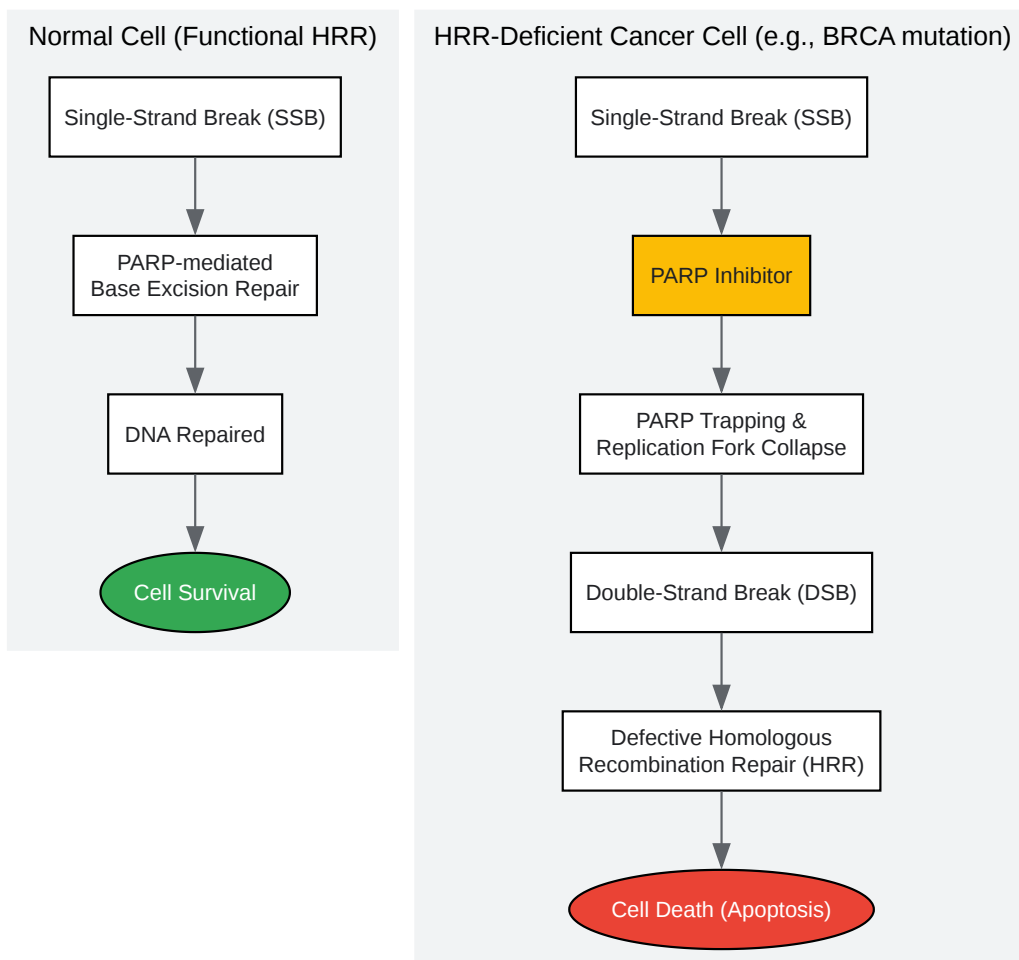 Normal Cell (Functional HRR)
Single-Strand Break (SSB)
PARP-mediated
Base Excision Repair
DNA Repaired
Cell Survival
HRR-Deficient Cancer Cell (e.g., BRCA mutation)
Single-Strand Break (SSB)
PARP Inhibitor
PARP Trapping &
Replication Fork Collapse
Double-Strand Break (DSB)
Defective Homologous
Recombination Repair (HRR)
Cell Death (Apoptosis)